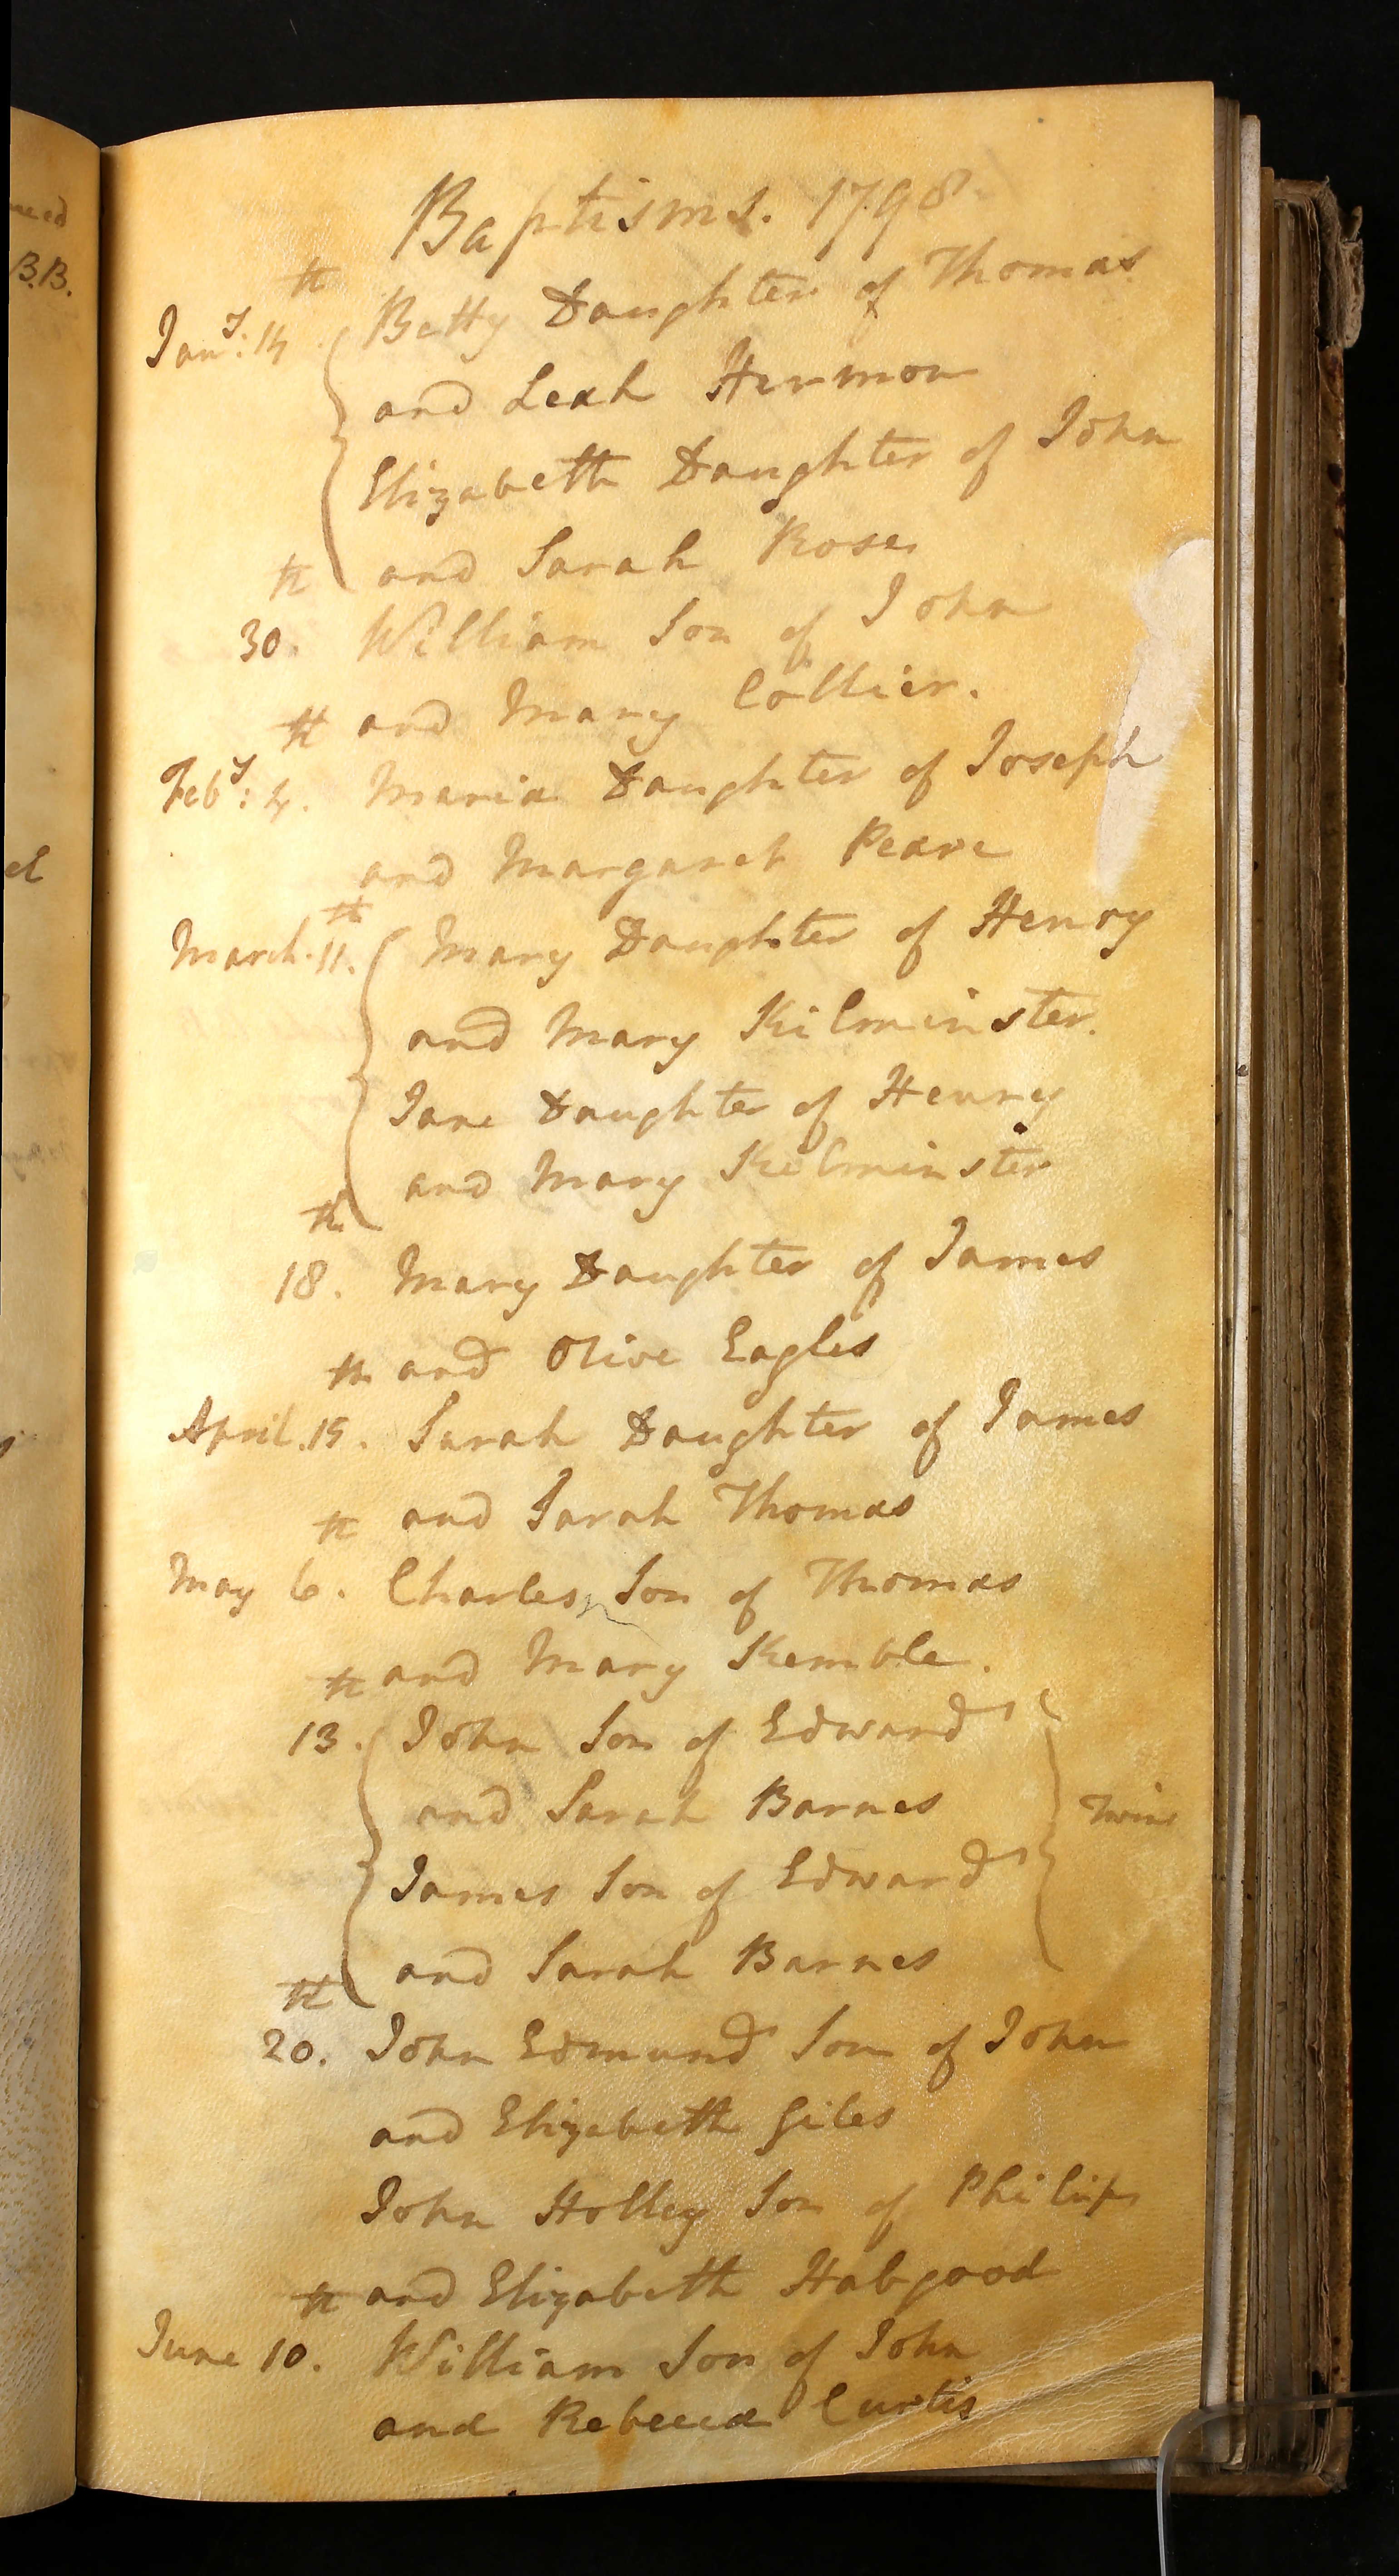 Baptisms. 1798
th
Jan.y: 14 Betty Daughter of Thomas
and Leah Hermon
Elizabeth Daughter of John
th and Sarah Rose
30. William Son of John
th and Mary Collier.
Feb.y: 4. Maria Daughter of Joseph
and Margaret Peare
th
March. 11. Mary Daughter of Henry
and Mary Kilminster.
Jane Daughter of Henry
and Mary Kilminster
th
18. Mary Daughter of James
th and Olive Eagles
April. 15. Sarah Daughter of James
th and Sarah Thomas
May 6. Charles Son of Thomas
th and Mary Kemble.
13. John Son of Edward
and Sarah Barnes Twins
James Son of Edward
th and Sarah Barnes
20. John Edmund Son of John
and Elizabeth Giles
John Holley Son of Philip
th and Elizabeth Habgood
June 10. William Son of John
and Rebecca Curtis
B.B.